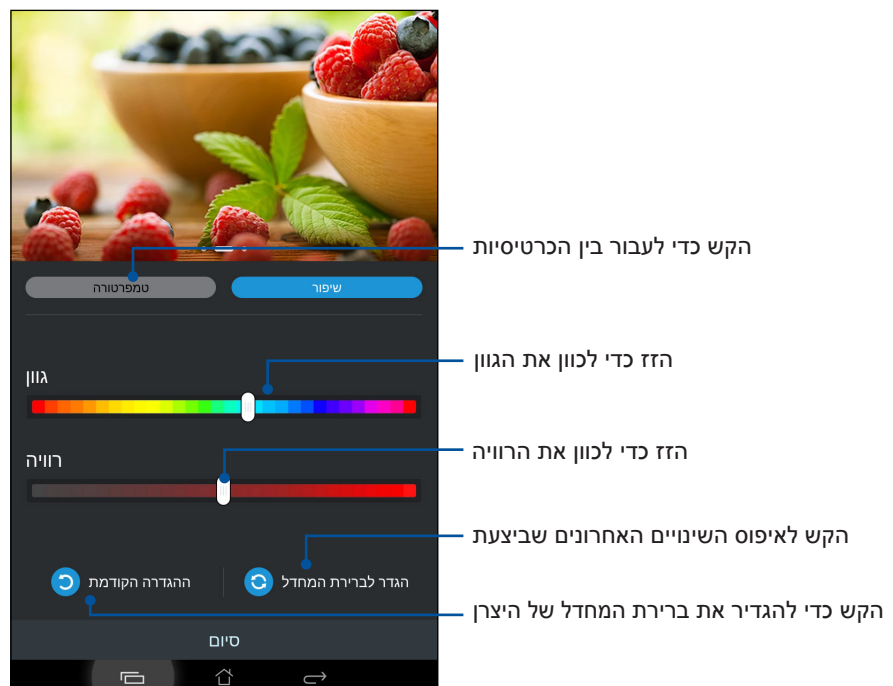 הקש כדי לעבור בין הכרטיסיות
שיפור
טמפרטורה
הזז כדי לכוון את הגוון
גוון
הזז כדי לכוון את הרוויה
רוויה
הקש לאיפוס השינויים האחרונים שביצעת
הגדר לברירת המחדל
ההגדרה הקודמת
הקש כדי להגדיר את ברירת המחדל של היצרן
סיום